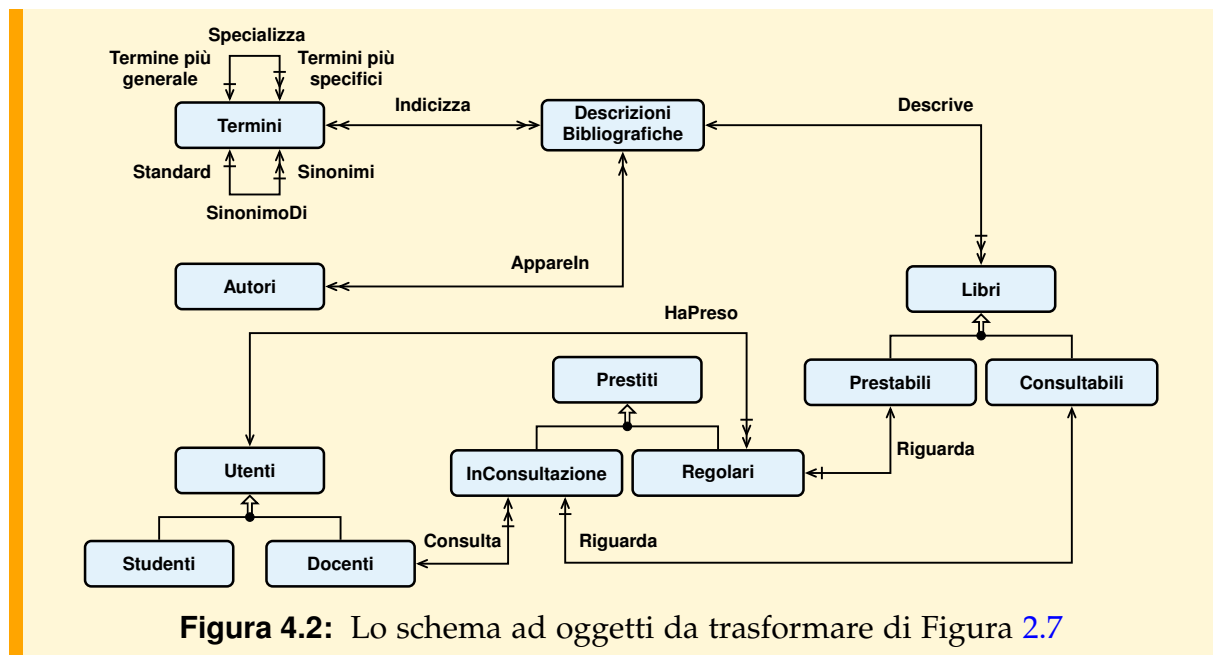 Specializza
Termine più
generale
Termini più
specifici
Termini
Indicizza
Descrizioni
Bibliografiche
Descrive
Standard
Sinonimi
SinonimoDi
Autori
AppareIn
Libri
HaPreso
Prestiti
Prestabili
Consultabili
Utenti
InConsultazione
Regolari
Riguarda
Studenti
Docenti
Consulta
Riguarda
Figura 4.2: Lo schema ad oggetti da trasformare di Figura 2.7